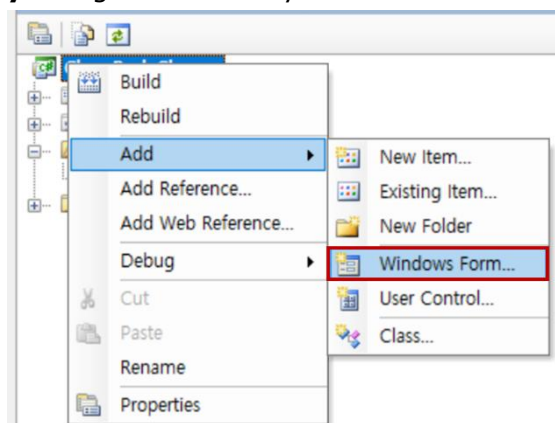 C#
Build
Rebuild
Add
Add Reference...
Add Web Reference...
Debug
Cut
Paste
Rename
Properties
New Item...
Existing Item...
New Folder
Windows Form...
User Control...
Class...